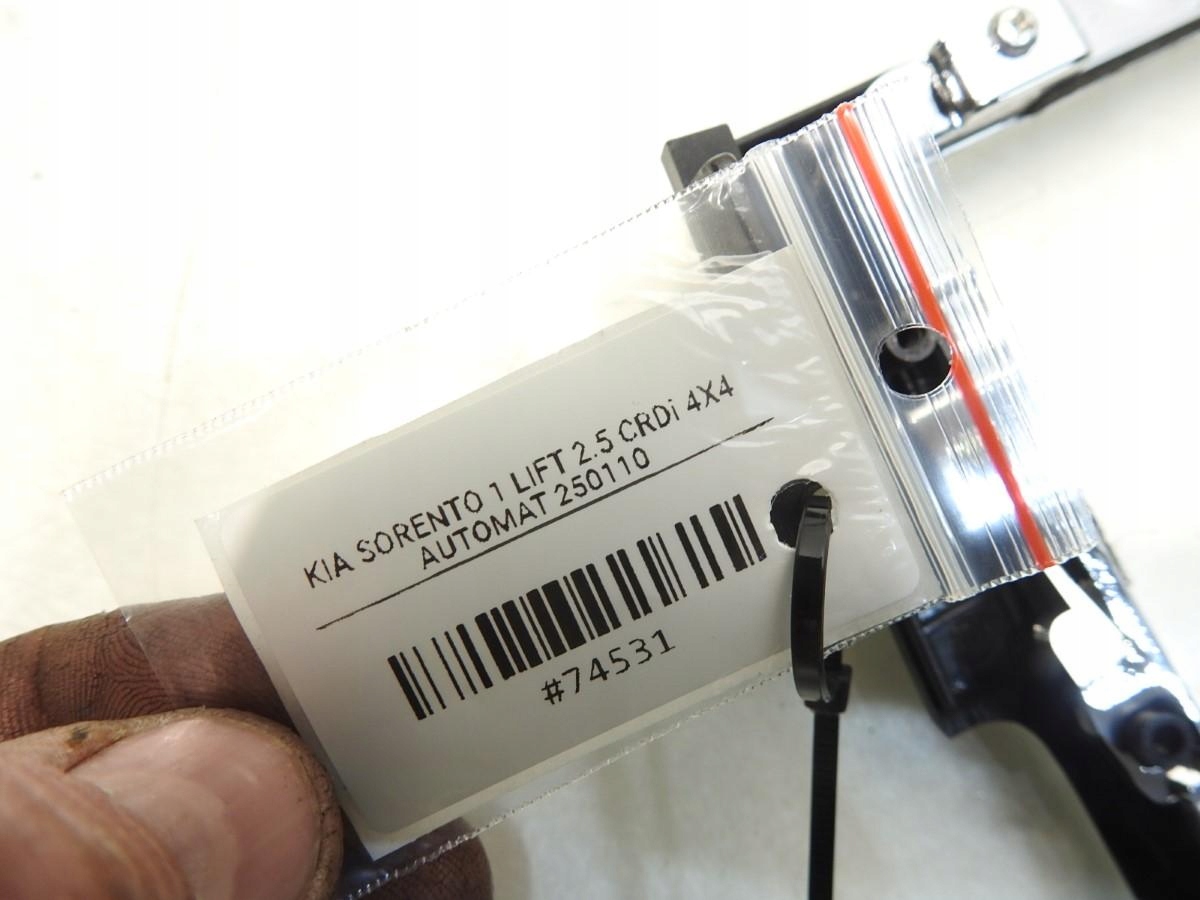 KIA SORENTO 1 LIFT 2.5 CRDi 4X4
AUTOMAT 250110
#74531